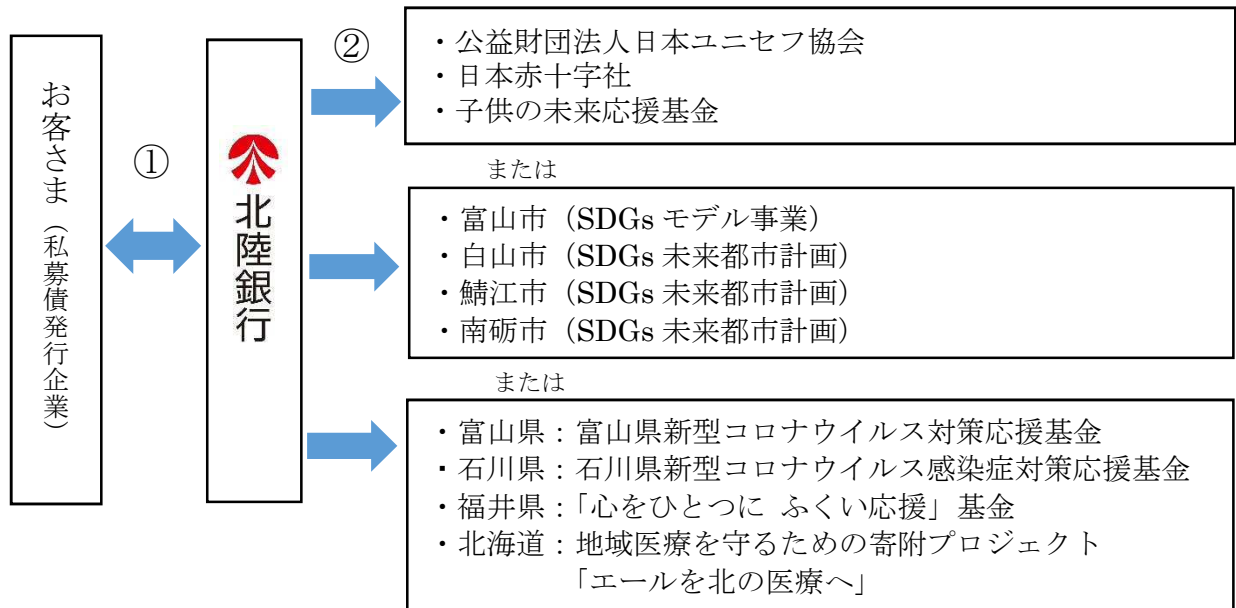 お客さま（私募債発行企業）
①
北陸銀行
②
・公益財団法人日本ユニセフ協会
・日本赤十字社
・子供の未来応援基金
または
・富山市（SDGs モデル事業）
・白山市（SDGs 未来都市計画）
・鯖江市（SDGs 未来都市計画）
・南砺市（SDGs 未来都市計画）
または
・富山県：富山県新型コロナウイルス対策応援基金
・石川県：石川県新型コロナウイルス感染症対策応援基金
・福井県：「心をひとつに ふくい応援」基金
・北海道：地域医療を守るための寄附プロジェクト
「エールを北の医療へ」